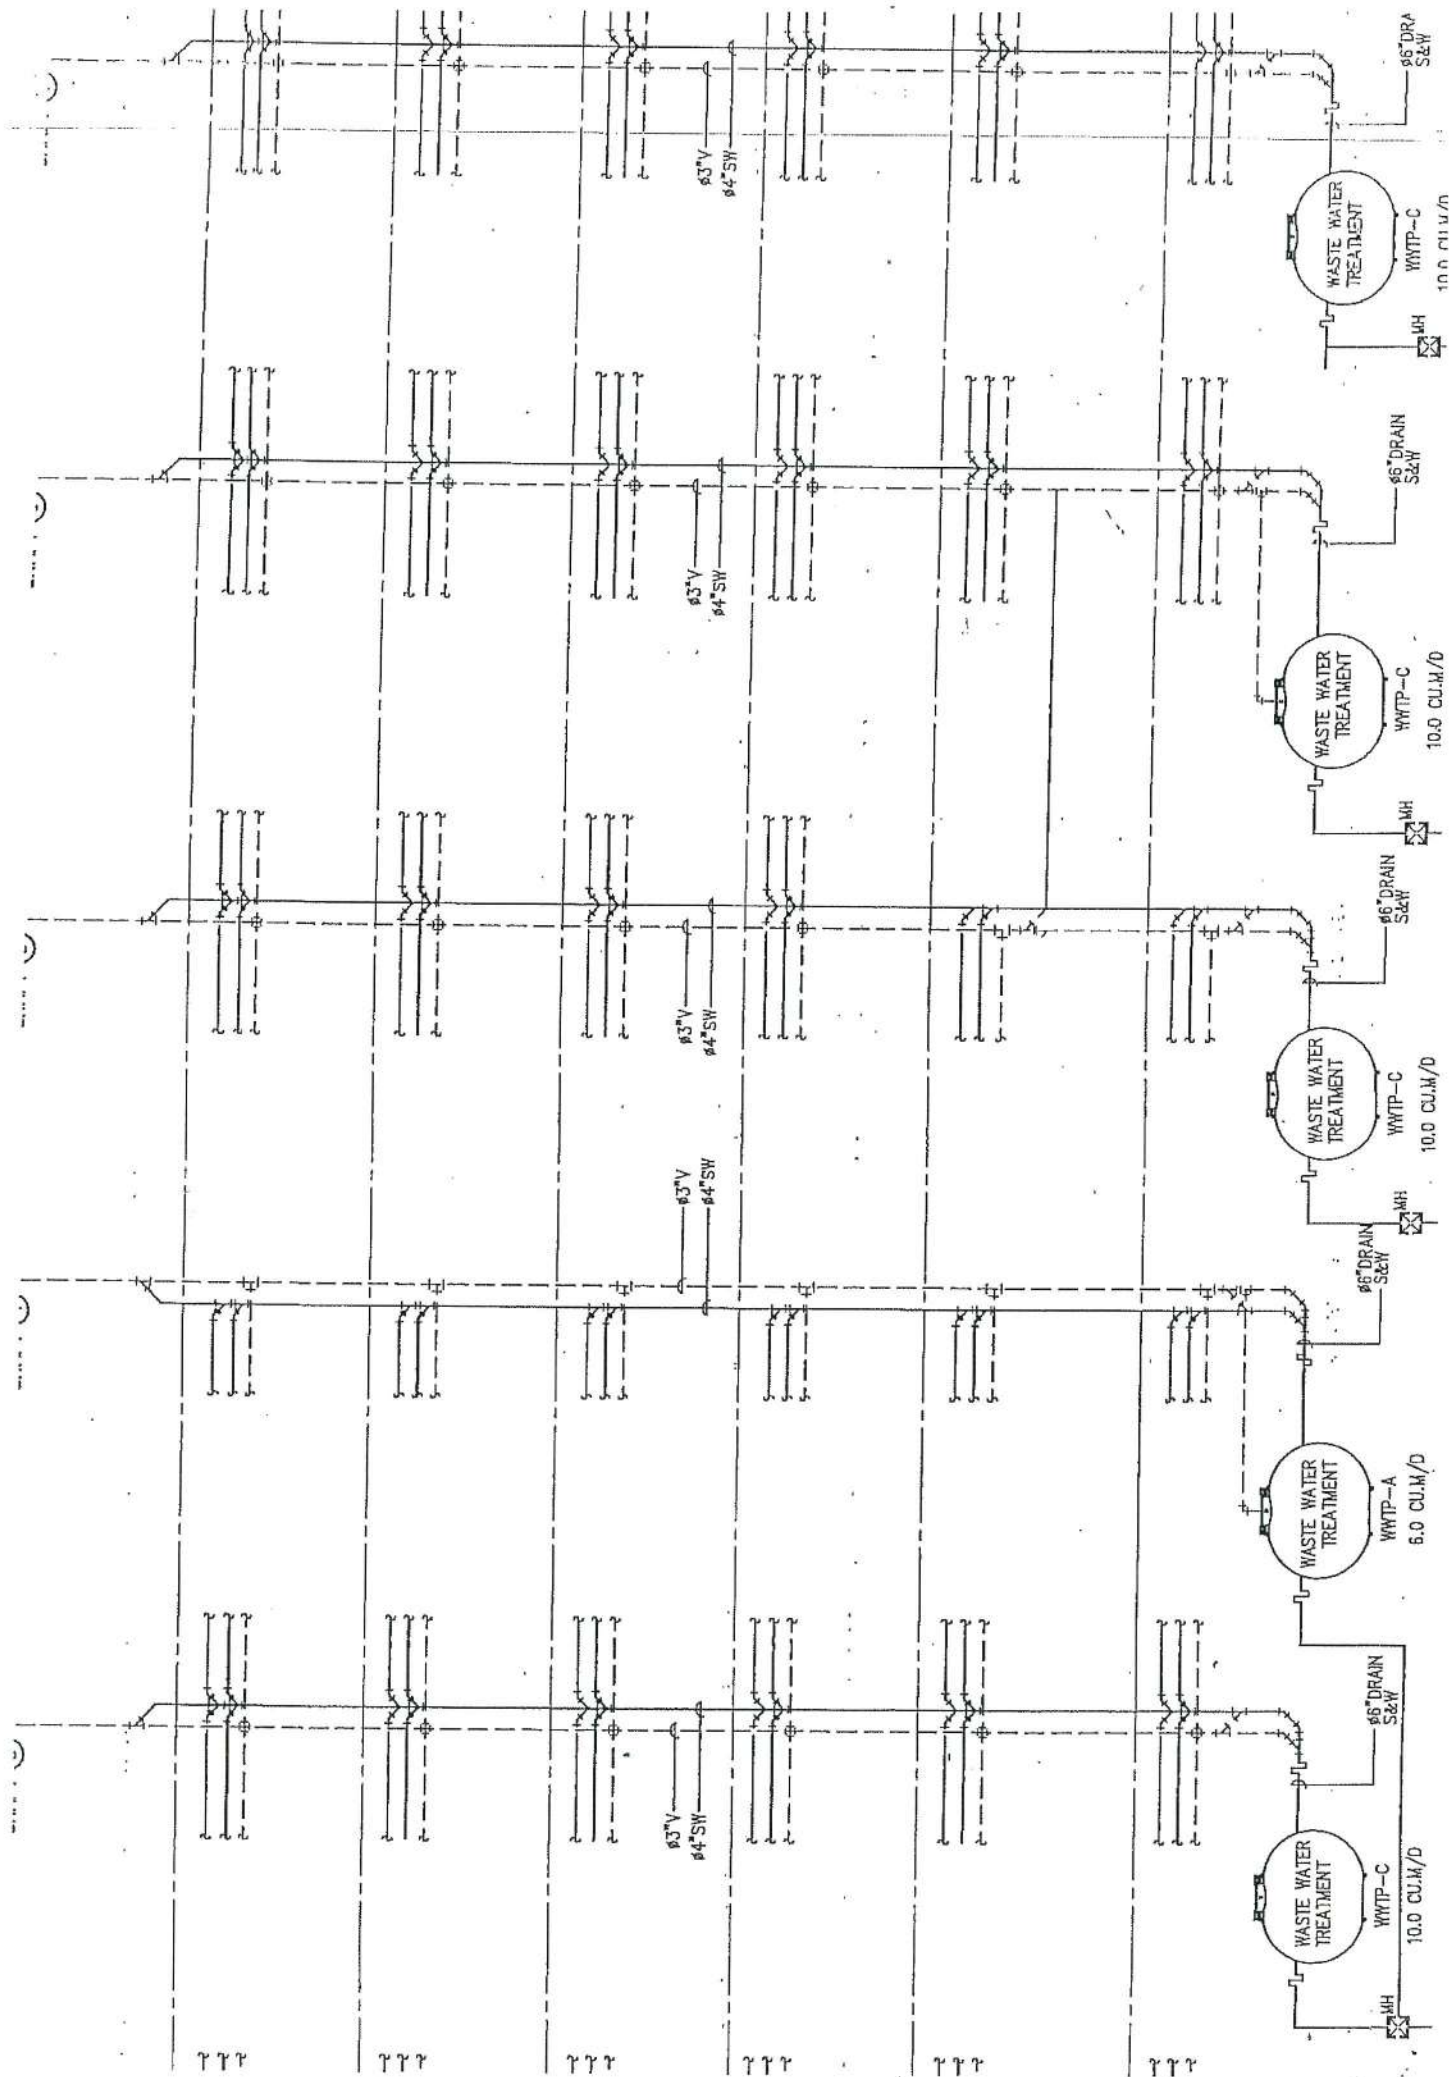 ø3"V
ø4"SW
ø6"DRAIN
S&W
WASTE WATER
TREATMENT
WWTP-C
10.0 CU.M/D
MH
ø3"V
ø4"SW
ø6"DRAIN
S&W
WASTE WATER
TREATMENT
WWTP-A
6.0 CU.M/D
ø3"V
ø4"SW
ø6"DRAIN
S&W
WASTE WATER
TREATMENT
WWTP-C
10.0 CU.M/D
MH
ø3"V
ø4"SW
ø6"DRAIN
S&W
WASTE WATER
TREATMENT
WWTP-C
10.0 CU.M/D
MH
ø3"V
ø4"SW
ø6"DRA
S&W
WASTE WATER
TREATMENT
WWTP-C
10.0 CU.M/D
MH